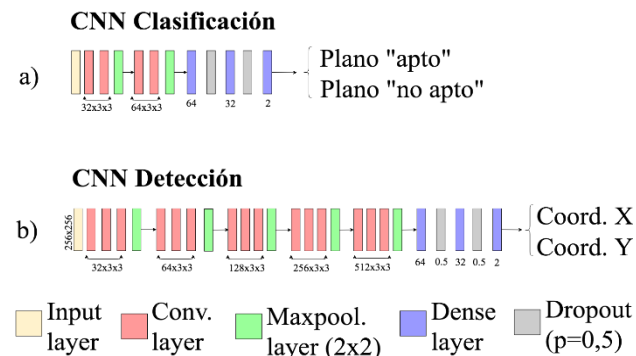 CNN Clasificación
a)
Plano "apto"
Plano "no apto"
32x3x3
64x3x3
64
32
2
CNN Detección
b)
256x256
Coord. X
Coord. Y
32x3x3
64x3x3
128x3x3
256x3x3
512x3x3
64
0.5
32
0.5
2
Input
layer
Conv.
layer
Maxpool.
layer (2x2)
Dense
layer
Dropout
(p=0,5)